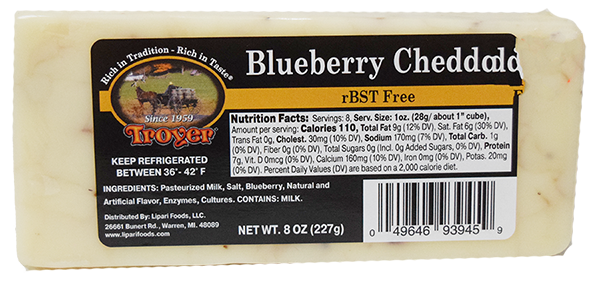 Rich in Tradition - Rich in Taste®
Since 1959
Troyer
KEEP REFRIGERATED
BETWEEN 36°- 42° F
INGREDIENTS: Pasteurized Milk, Salt, Blueberry, Natural and
Artificial Flavor, Enzymes, Cultures. CONTAINS: MILK.
Distributed By: Lipari Foods, LLC.
26661 Bunert Rd., Warren, MI. 48089
www.liparifoods.com
Blueberry Cheddald
rBST Free
Nutrition Facts: Servings: 8, Serv. Size: 1oz. (28g/ about 1" cube),
Amount per serving: Calories 110, Total Fat 9g (12% DV), Sat. Fat 6g (30% DV),
Trans Fat 0g, Cholest. 30mg (10% DV), Sodium 170mg (7% DV), Total Carb. 1g
(0% DV), Fiber 0g (0% DV), Total Sugars 0g (Incl. 0g Added Sugars, 0% DV), Protein
7g, Vit. D 0mcg (0% DV), Calcium 160mg (10% DV), Iron 0mg (0% DV), Potas. 20mg
(0% DV). Percent Daily Values (DV) are based on a 2,000 calorie diet.
NET WT. 8 OZ (227g)
0 49646 93945 9